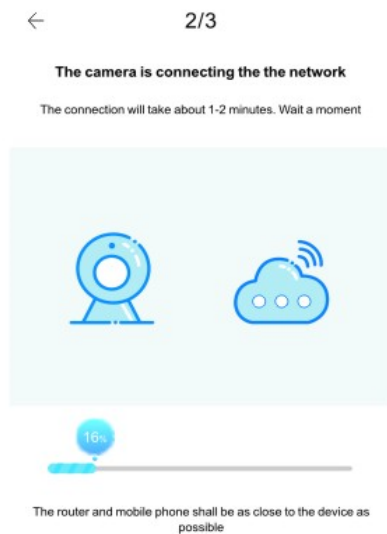 2/3
The camera is connecting the the network
The connection will take about 1-2 minutes. Wait a moment
16%
The router and mobile phone shall be as close to the device as
possible